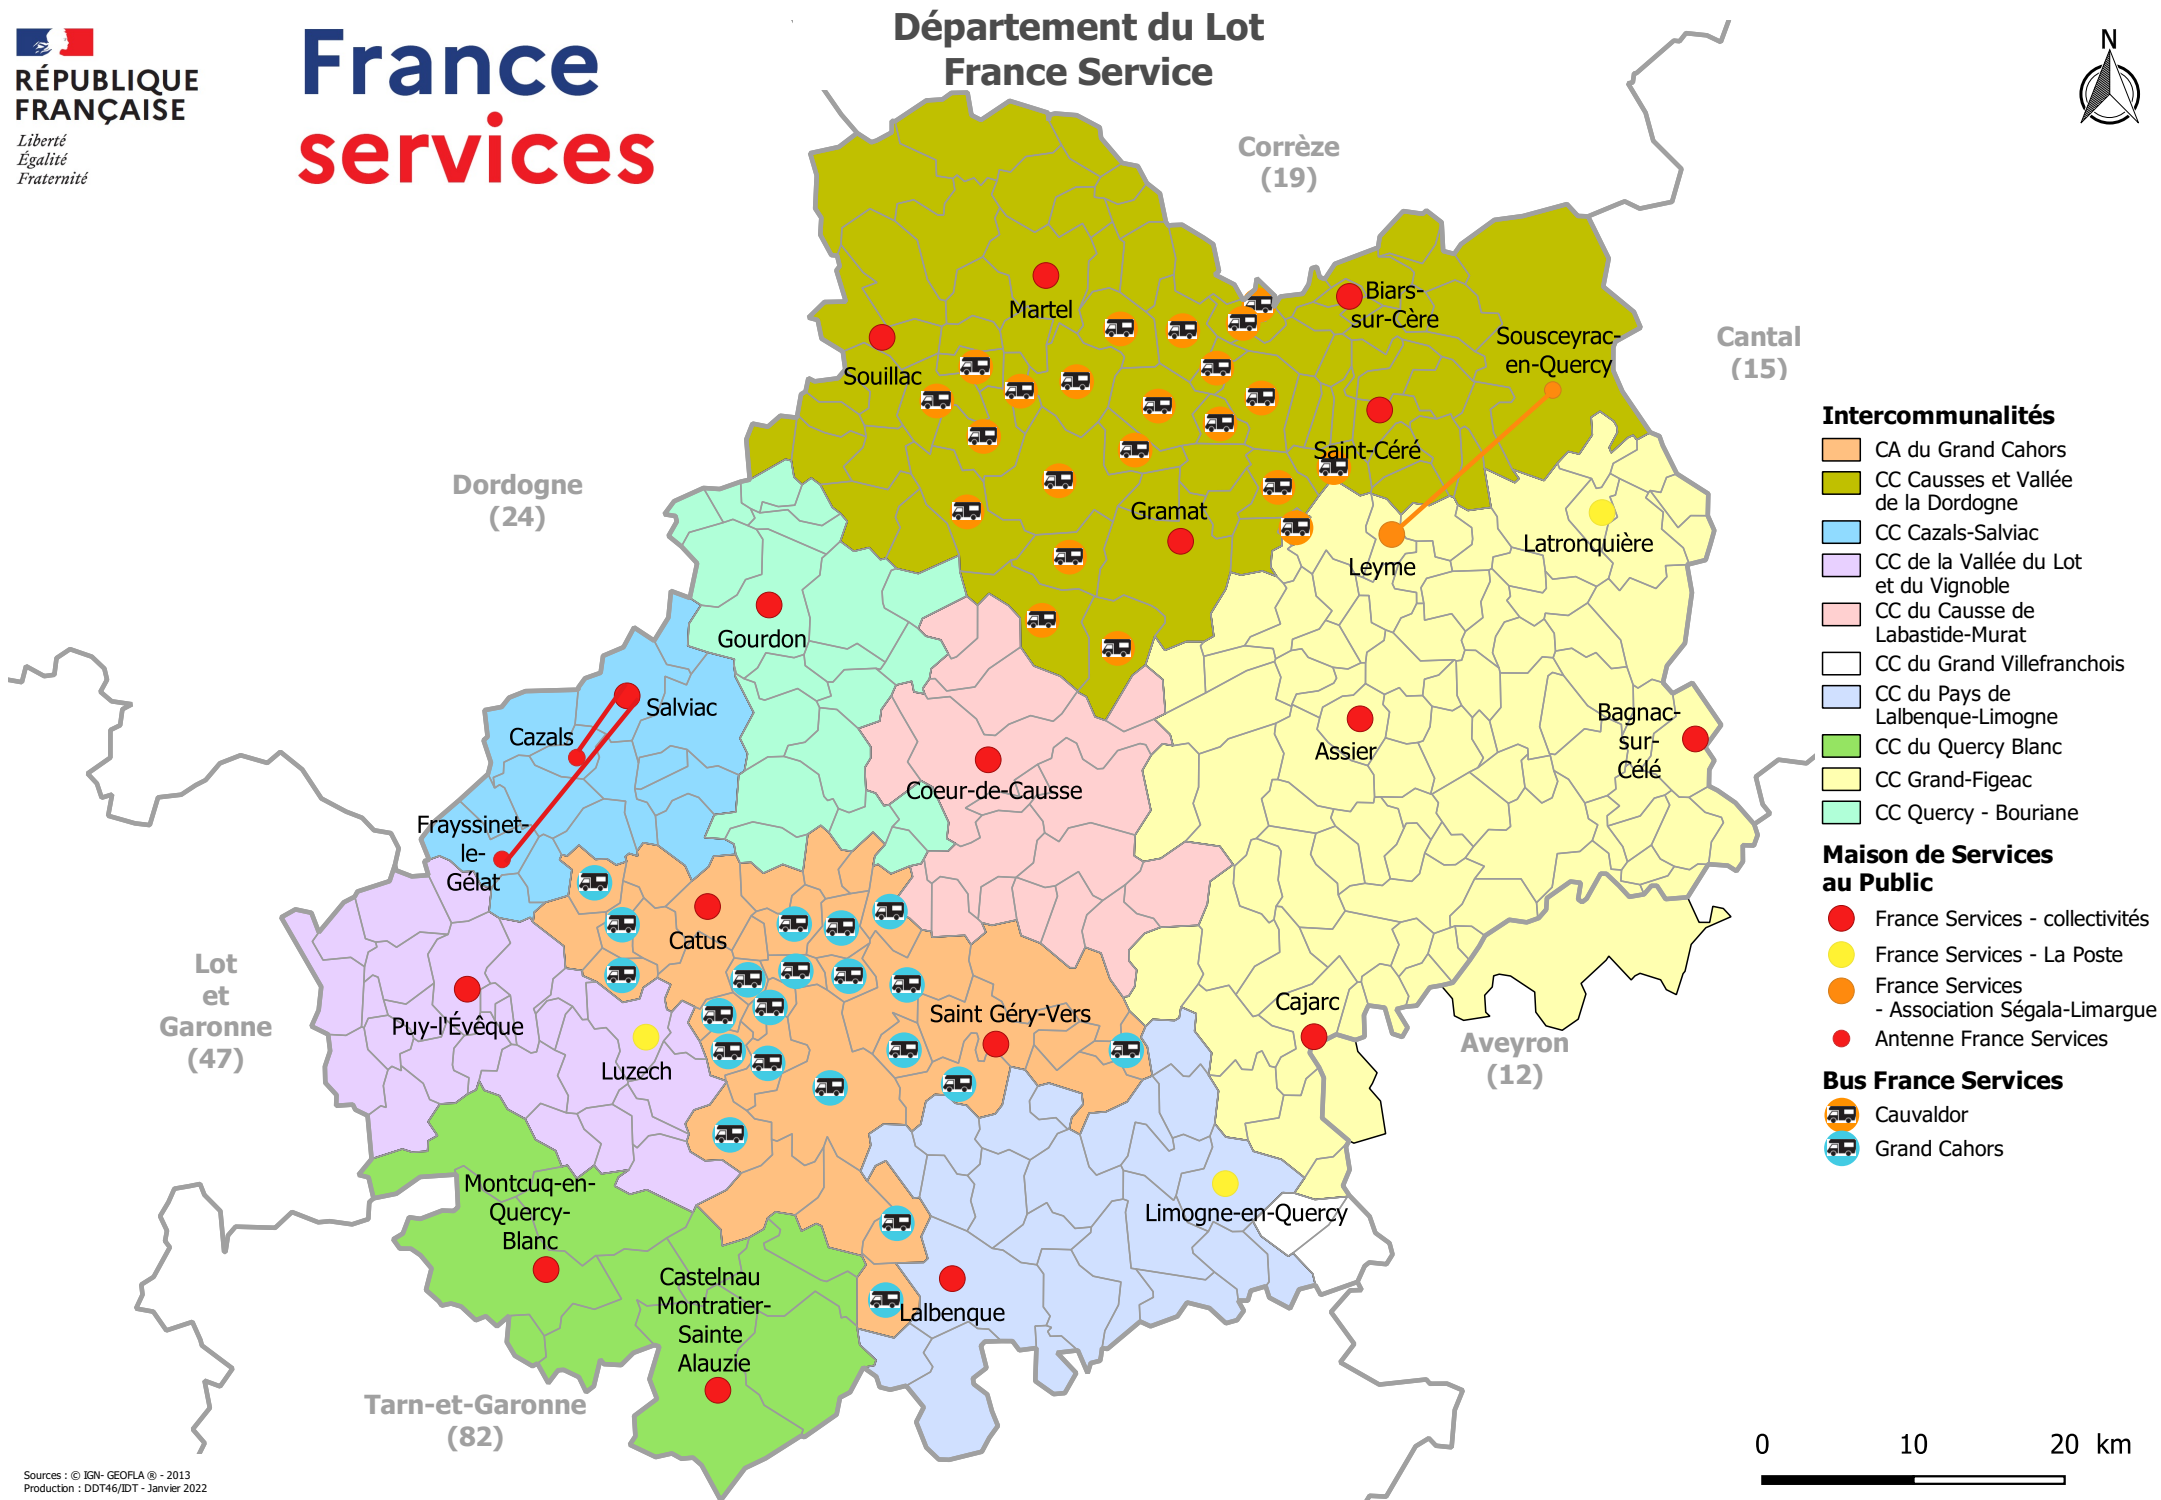 Département du Lot
France Service
RÉPUBLIQUE
FRANÇAISE
Liberté
Égalité
Fraternité
France
services
N
Corrèze
(19)
Cantal
(15)
Dordogne
(24)
Lot
et
Garonne
(47)
Aveyron
(12)
Tarn-et-Garonne
(82)
Martel
Biars-
sur-Cère
Souillac
Sousceyrac-
en-Quercy
Saint-Céré
Gramat
Latronquière
Leyme
Gourdon
Salviac
Cazals
Assier
Bagnac-
sur-
Célé
Coeur-de-Causse
Frayssinet-
le-
Gélat
Catus
Puy-l'Évêque
Luzech
Saint Géry-Vers
Cajarc
Montcuq-en-
Quercy-
Blanc
Limogne-en-Quercy
Castelnau
Montratier-
Sainte
Alauzie
Lalbenque
Intercommunalités
CA du Grand Cahors
CC Causses et Vallée
de la Dordogne
CC Cazals-Salviac
CC de la Vallée du Lot
et du Vignoble
CC du Causse de
Labastide-Murat
CC du Grand Villefranchois
CC du Pays de
Lalbenque-Limogne
CC du Quercy Blanc
CC Grand-Figeac
CC Quercy - Bouriane
Maison de Services
au Public
France Services - collectivités
France Services - La Poste
France Services
- Association Ségala-Limargue
Antenne France Services
Bus France Services
Cauvaldor
Grand Cahors
0 10 20 km
Sources : © IGN- GEOFLA ® - 2013
Production : DDT46/IDT - Janvier 2022